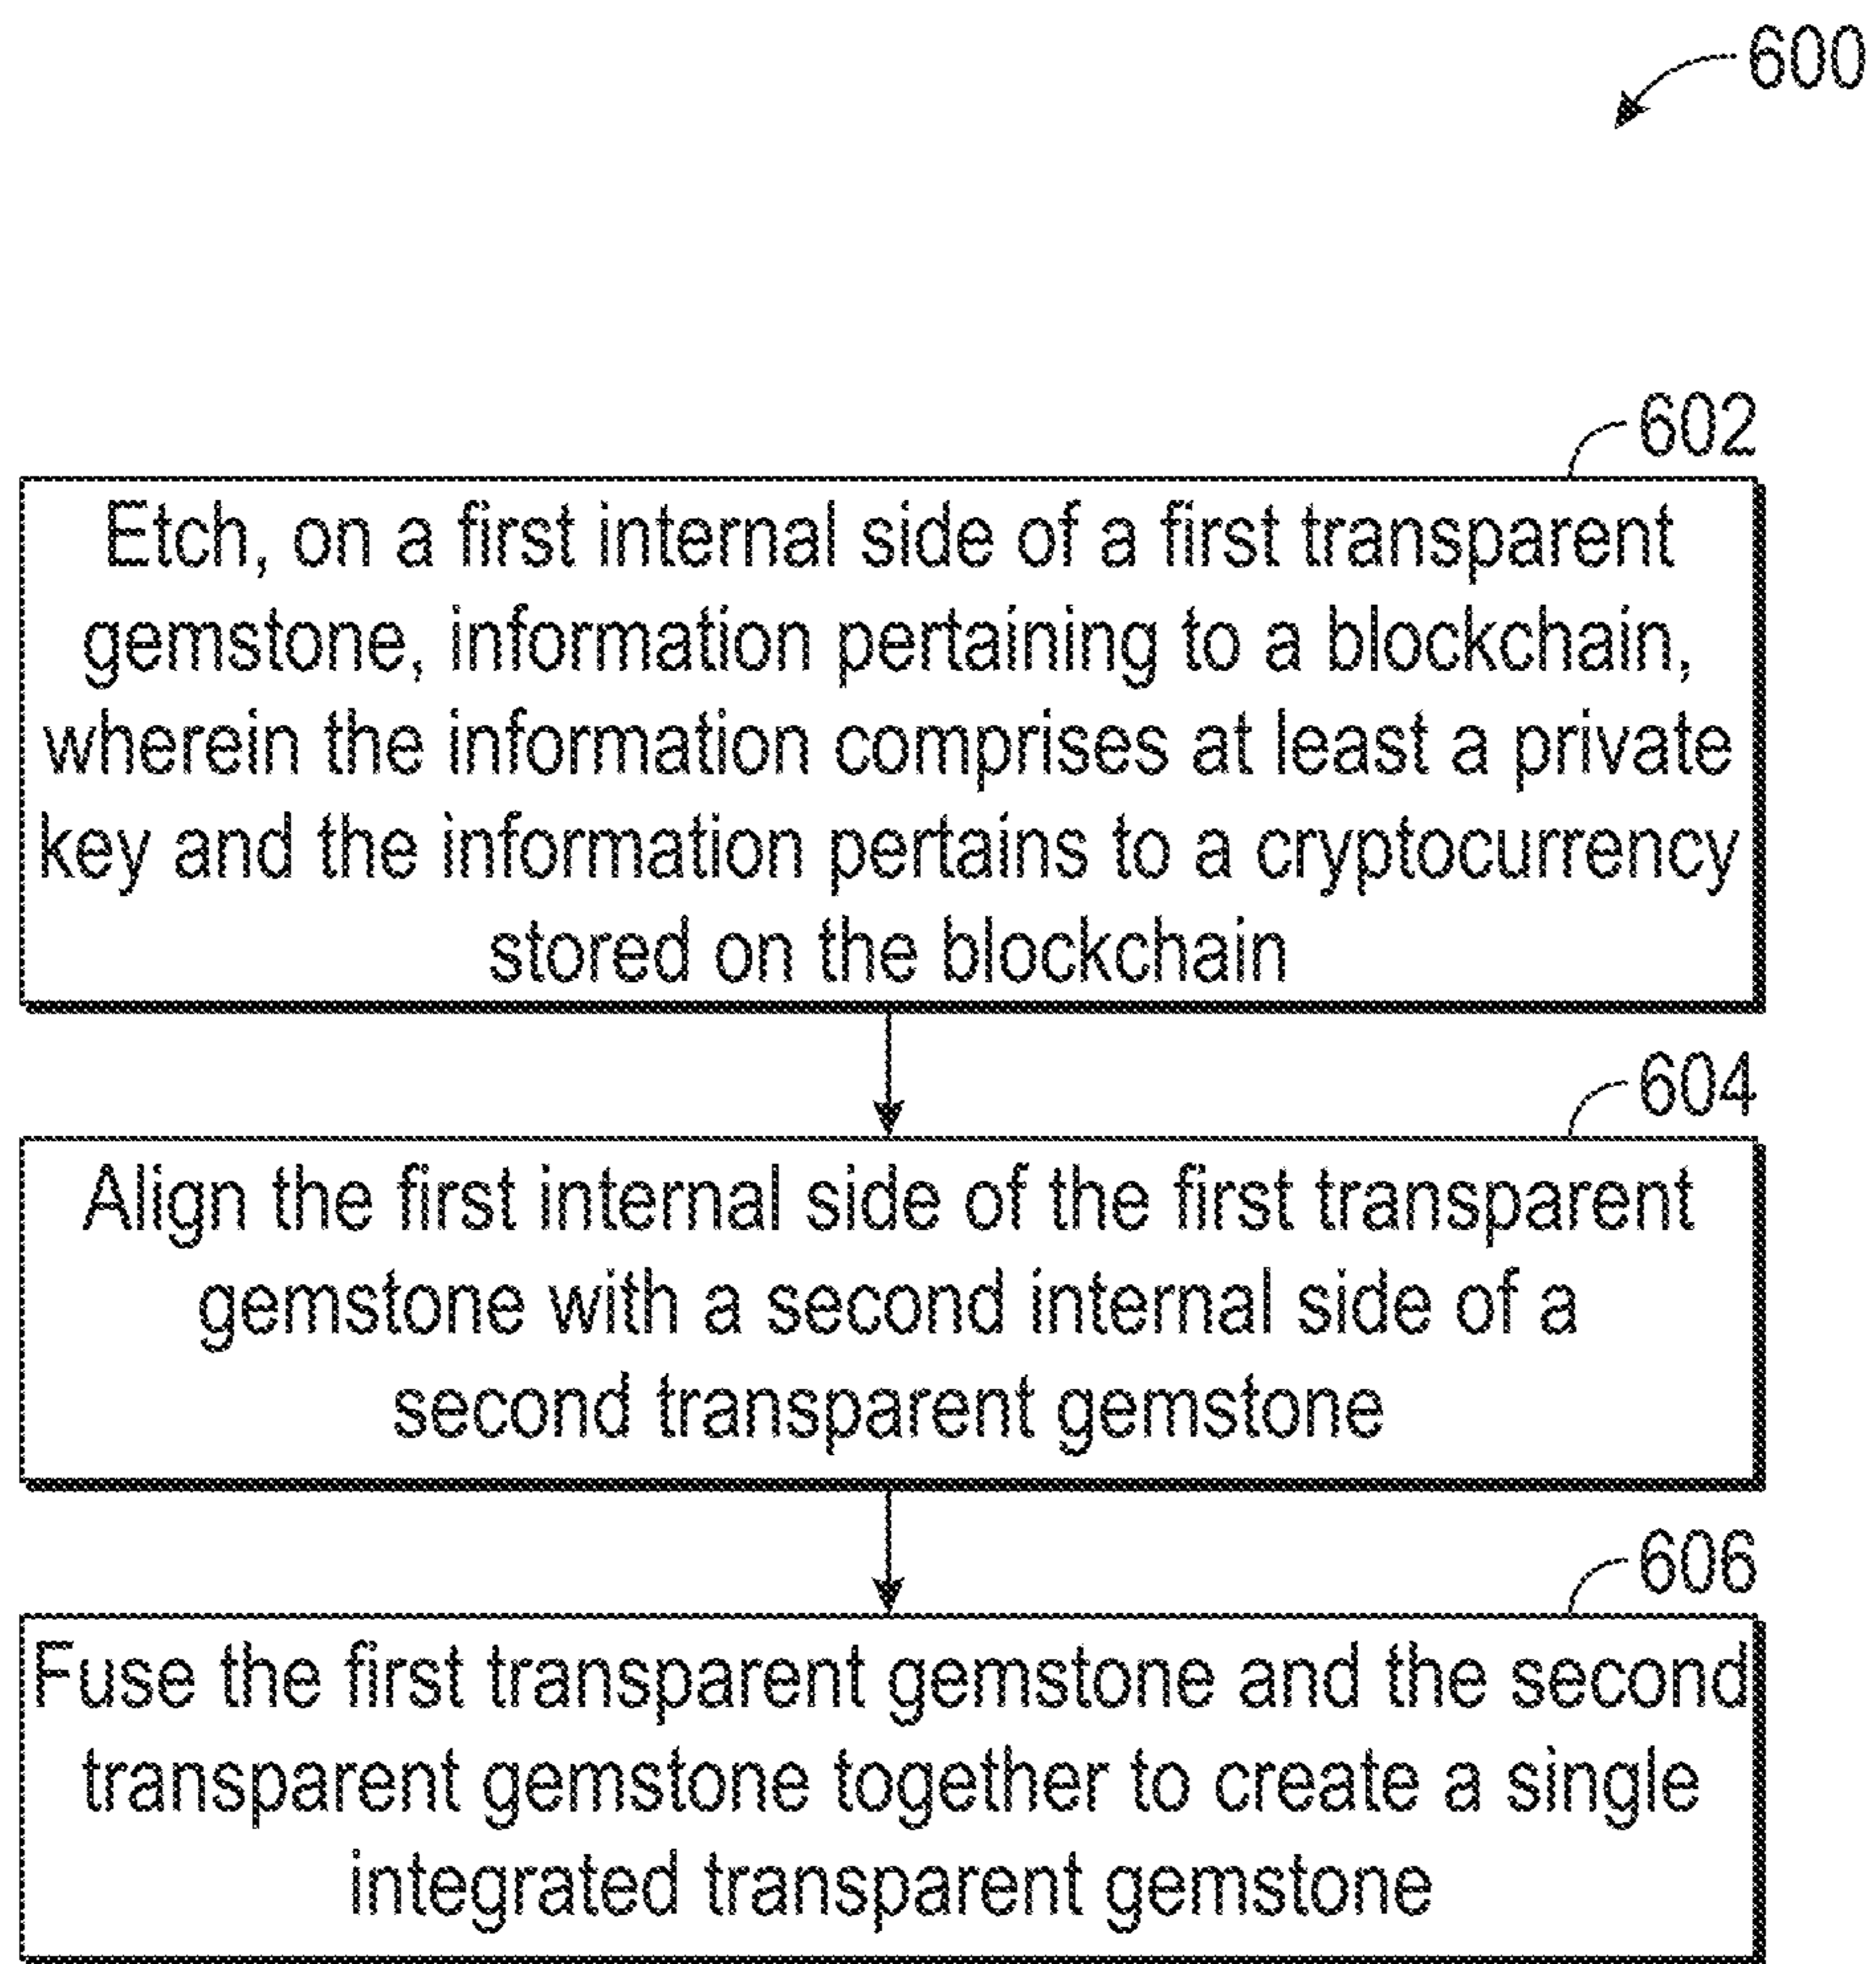 600
602
Etch, on a first internal side of a first transparent
gemstone, information pertaining to a blockchain,
wherein the information comprises at least a private
key and the information pertains to a cryptocurrency
stored on the blockchain
604
Align the first internal side of the first transparent
gemstone with a second internal side of a
second transparent gemstone
606
Fuse the first transparent gemstone and the second
transparent gemstone together to create a single
integrated transparent gemstone